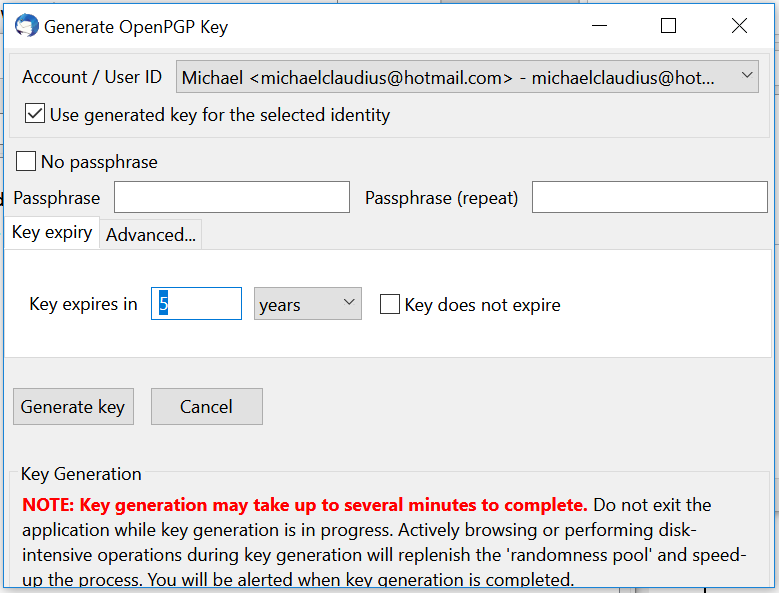 Generate OpenPGP Key
Account / User ID Michael <michaelclaudius@hotmail.com> - michaelclaudius@hot...
Use generated key for the selected identity
No passphrase
Passphrase Passphrase (repeat)
Key expiry Advanced...
Key expires in 5 years Key does not expire
Generate key Cancel
Key Generation
NOTE: Key generation may take up to several minutes to complete. Do not exit the
application while key generation is in progress. Actively browsing or performing disk-
intensive operations during key generation will replenish the 'randomness pool' and speed-
up the process. You will be alerted when key generation is completed.